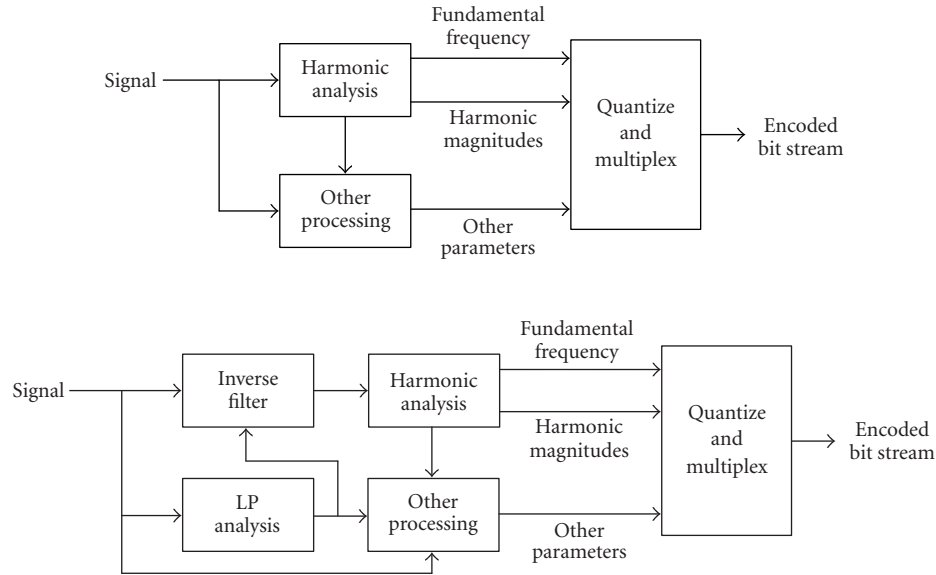 Fundamental
frequency
Signal
Harmonic
analysis
Harmonic
magnitudes
Quantize
and
multiplex
Encoded
bit stream
Other
processing
Other
parameters
Fundamental
frequency
Signal
Inverse
filter
Harmonic
analysis
Harmonic
magnitudes
Quantize
and
multiplex
Encoded
bit stream
LP
analysis
Other
processing
Other
parameters